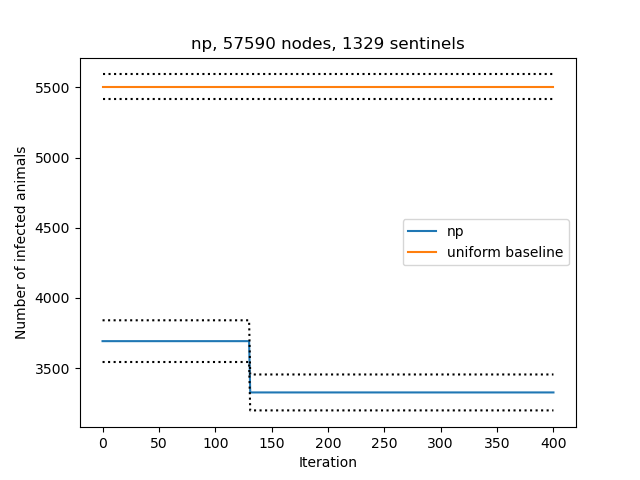 np, 57590 nodes, 1329 sentinels
Number of infected animals
5500
5000
4500
4000
3500
np
uniform baseline
0 50 100 150 200 250 300 350 400
Iteration